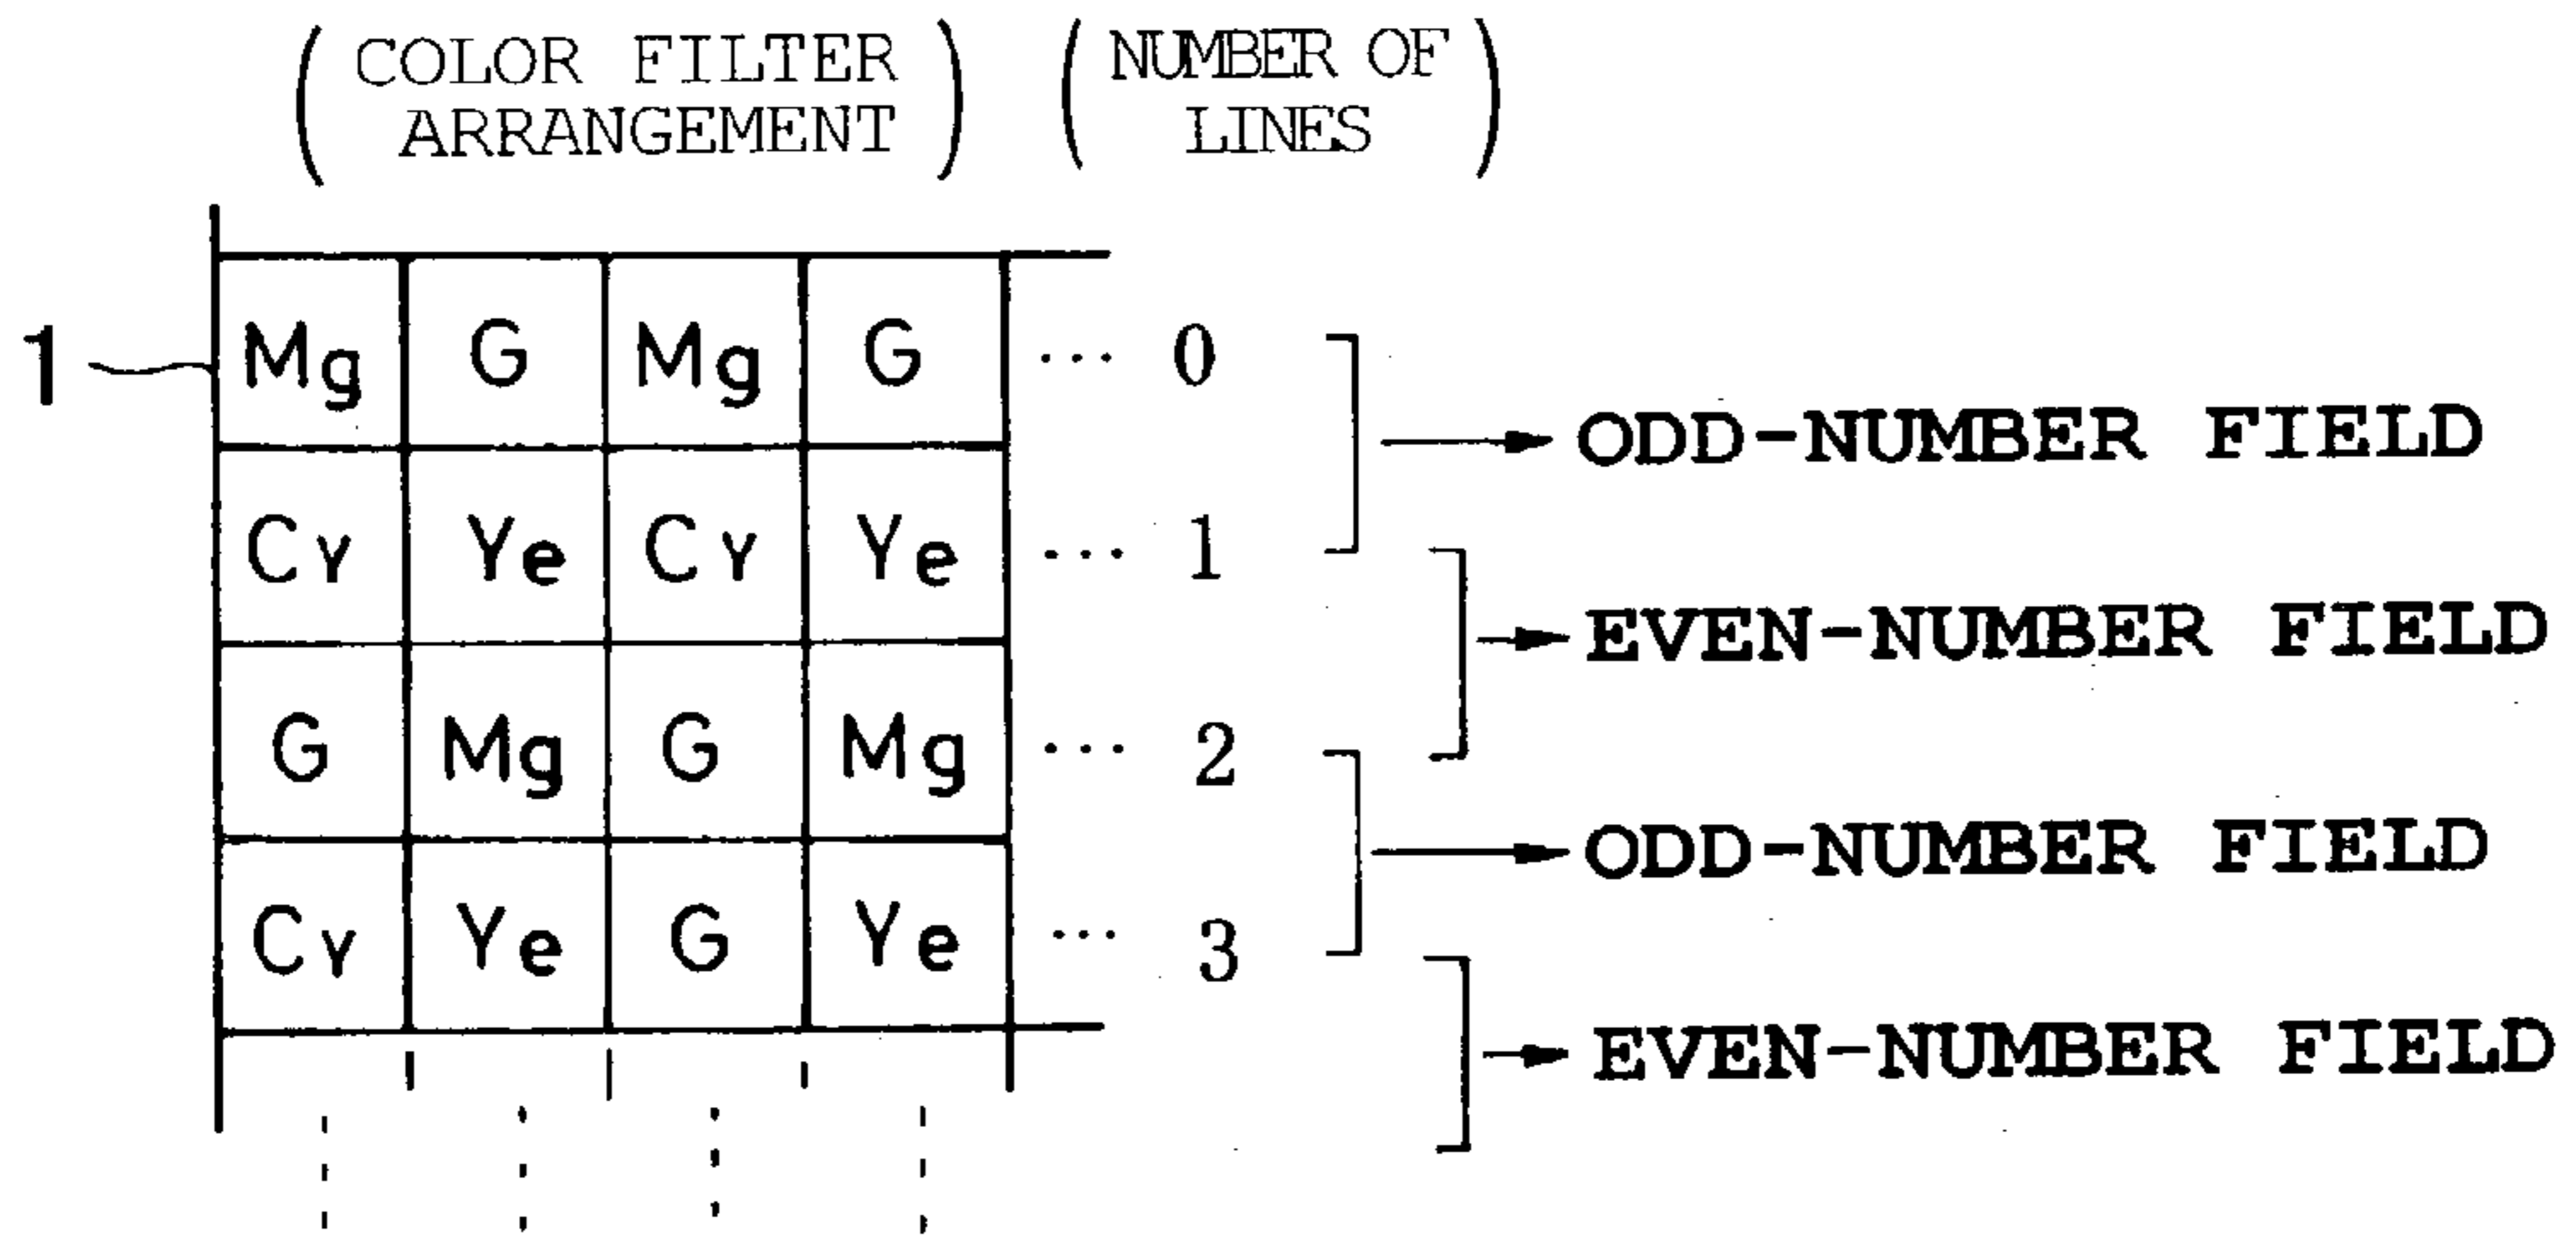 ( COLOR FILTER ARRANGEMENT ) ( NUMBER OF LINES )
1 Mg G Mg G ... 0
ODD-NUMBER FIELD
Cy Ye Cy Ye ... 1
EVEN-NUMBER FIELD
G Mg G Mg ... 2
ODD-NUMBER FIELD
Cy Ye G Ye ... 3
EVEN-NUMBER FIELD